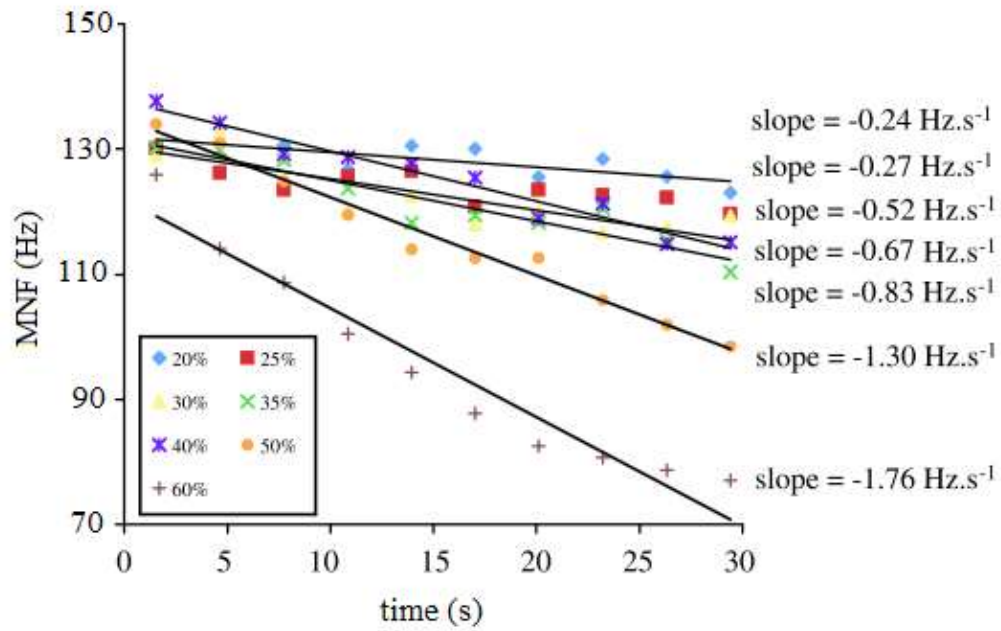 150
130
110
90
70
MNF (Hz)
0 5 10 15 20 25 30
time (s)
20% 25%
30% 35%
40% 50%
60%
slope = -0.24 Hz.s⁻¹
slope = -0.27 Hz.s⁻¹
slope = -0.52 Hz.s⁻¹
slope = -0.67 Hz.s⁻¹
slope = -0.83 Hz.s⁻¹
slope = -1.30 Hz.s⁻¹
slope = -1.76 Hz.s⁻¹